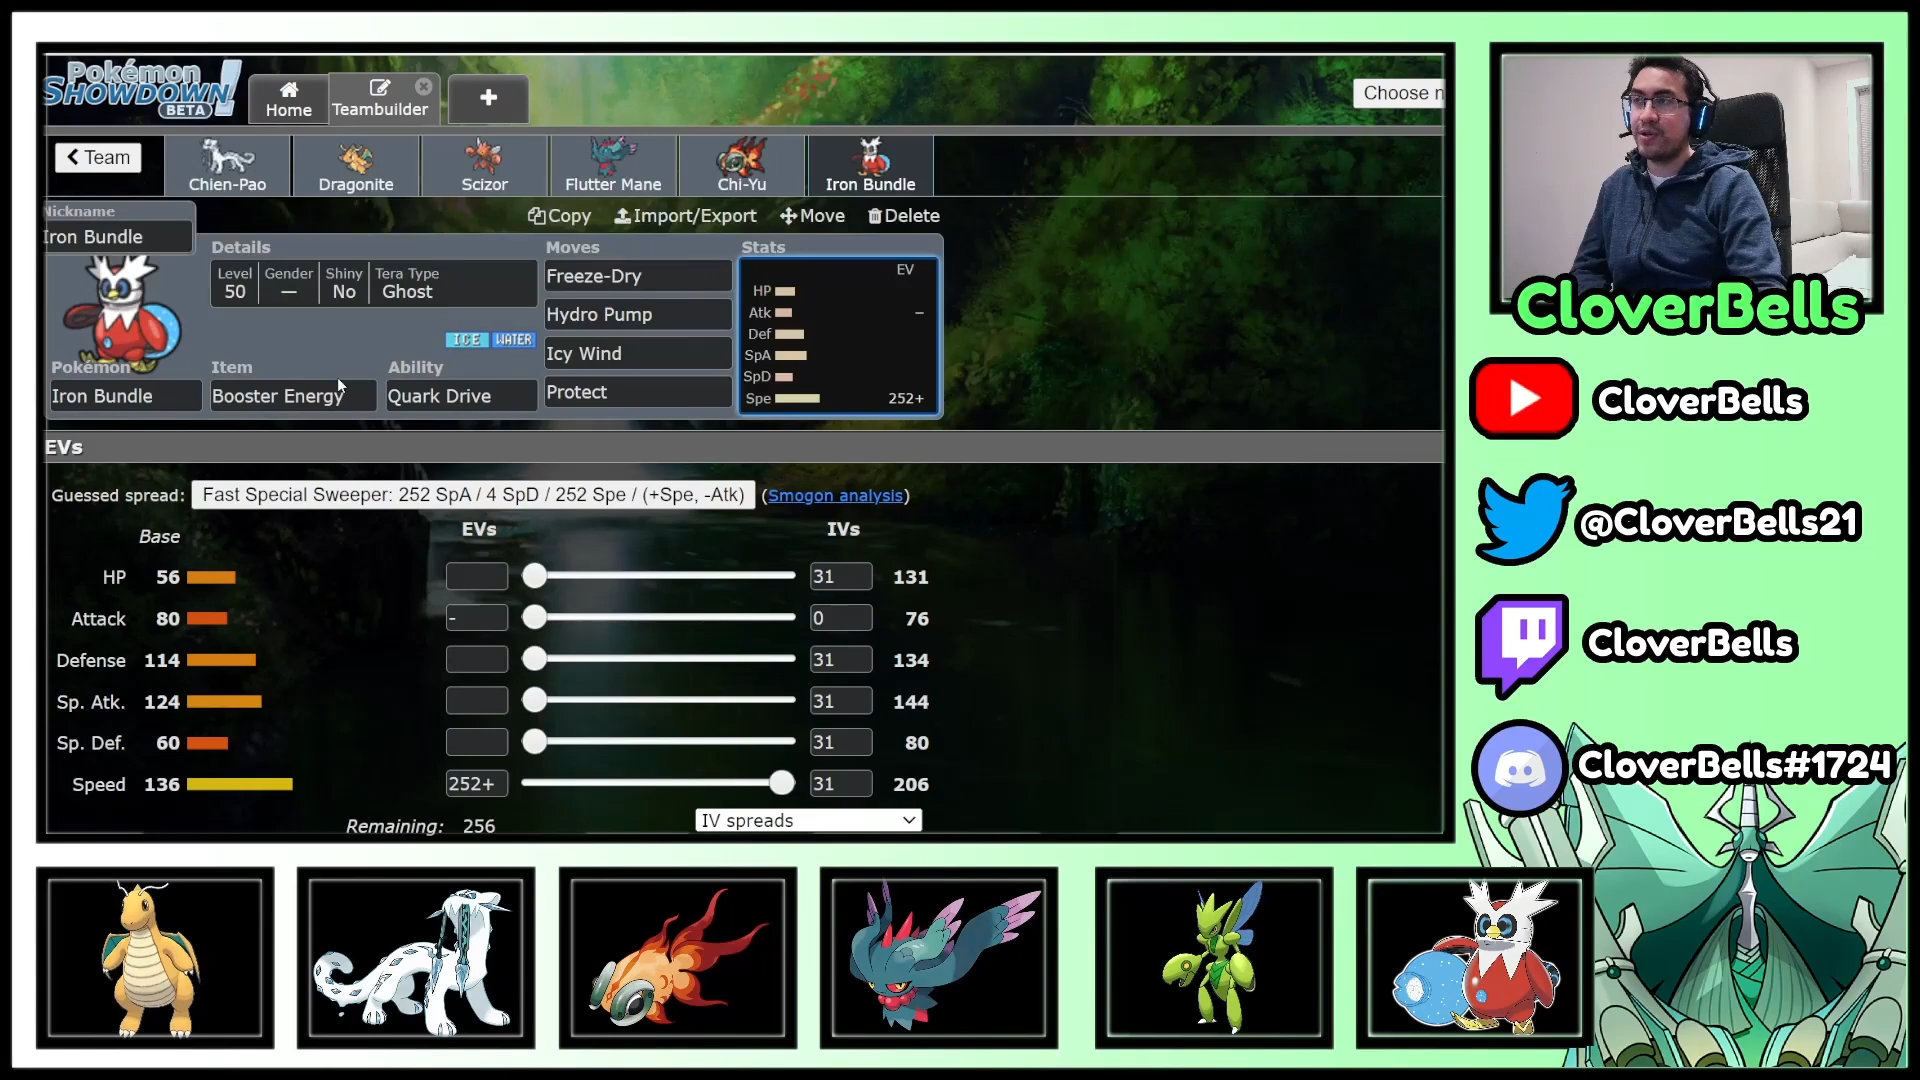 Pokémon
SHOWDOWN!
BETA
Home
Teambuilder
+
Choose n
Team
Chien-Pao
Dragonite
Scizor
Flutter Mane
Chi-Yu
Iron Bundle
Copy
Import/Export
Move
Delete
Nickname
Iron Bundle
Details
Level
50
Gender
—
Shiny
No
Tera Type
Ghost
ICE WATER
Pokémon
Iron Bundle
Item
Booster Energy
Ability
Quark Drive
Moves
Freeze-Dry
Hydro Pump
Icy Wind
Protect
Stats
EV
HP
Atk –
Def
SpA
SpD
Spe 252+
EVs
Guessed spread: Fast Special Sweeper: 252 SpA / 4 SpD / 252 Spe / (+Spe, -Atk) (Smogon analysis)
Base EVs IVs
HP 56 31 131
Attack 80 - 0 76
Defense 114 31 134
Sp. Atk. 124 31 144
Sp. Def. 60 31 80
Speed 136 252+ 31 206
Remaining: 256
IV spreads
CloverBells
CloverBells
@CloverBells21
CloverBells
CloverBells#1724